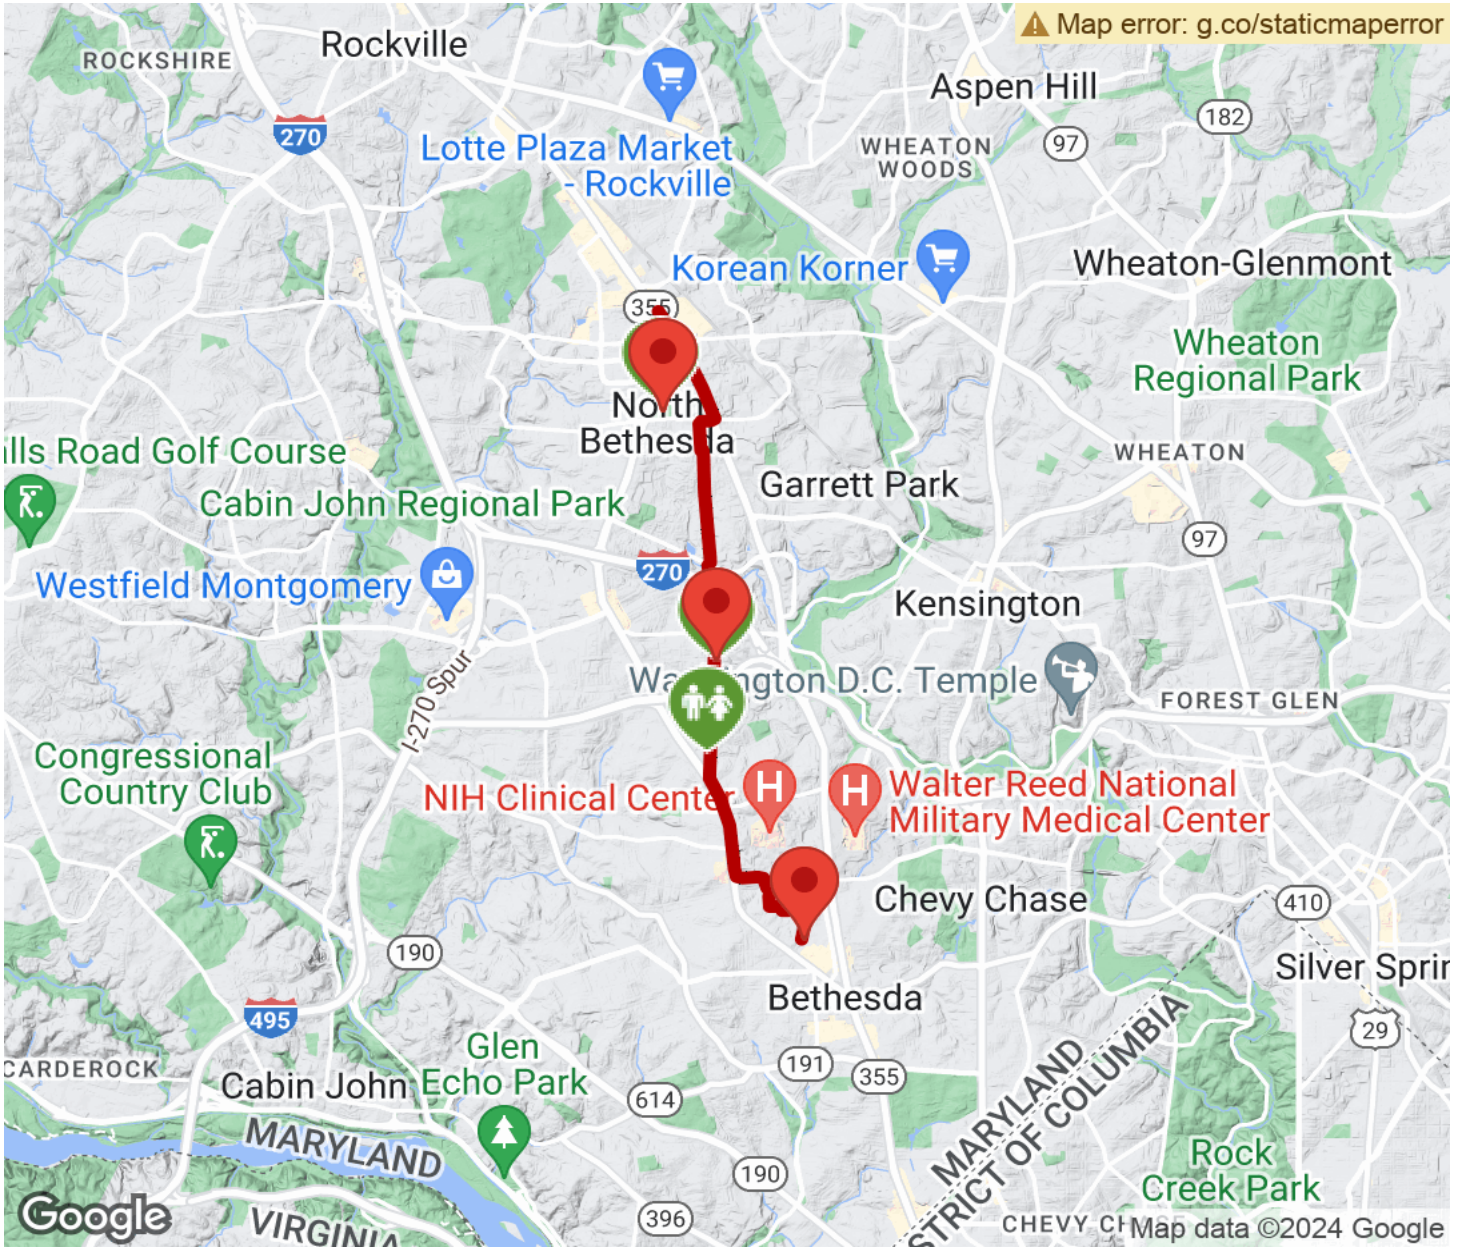 Map error: g.co/staticmaperror
Rockville
ROCKSHIRE
Aspen Hill
182
270
97
WHEATON
WOODS
Lotte Plaza Market
- Rockville
Korean Korner
Wheaton-Glenmont
355
Wheaton
Regional Park
North
Bethesda
ills Road Golf Course
WHEATON
Garrett Park
Cabin John Regional Park
97
270
Westfield Montgomery
Kensington
I-270 Spur
Washington D.C. Temple
FOREST GLEN
Congressional
Country Club
NIH Clinical Center
H
H
Walter Reed National
Military Medical Center
Chevy Chase
410
190
Silver Sprin
Bethesda
495
29
Glen
Echo Park
CARDEROCK
Cabin John
191
355
614
MARYLAND
MARYLAND
STRICT OF COLUMBIA
190
Rock
Creek Park
Google
VIRGINIA
396
CHEVY CH
Map data ©2024 Google